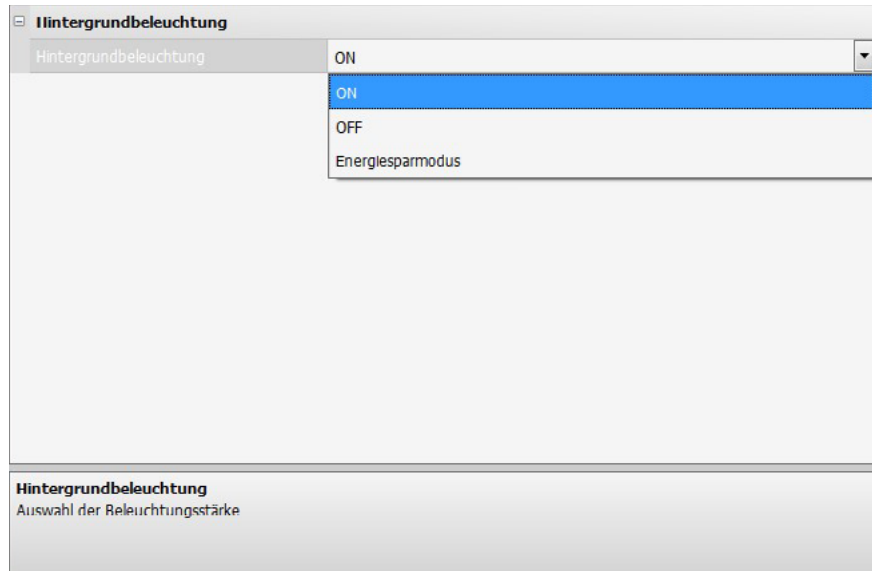 Hintergrundbeleuchtung
Hintergrundbeleuchtung ON
ON
OFF
Energiesparmodus
Hintergrundbeleuchtung
Auswahl der Beleuchtungsstärke